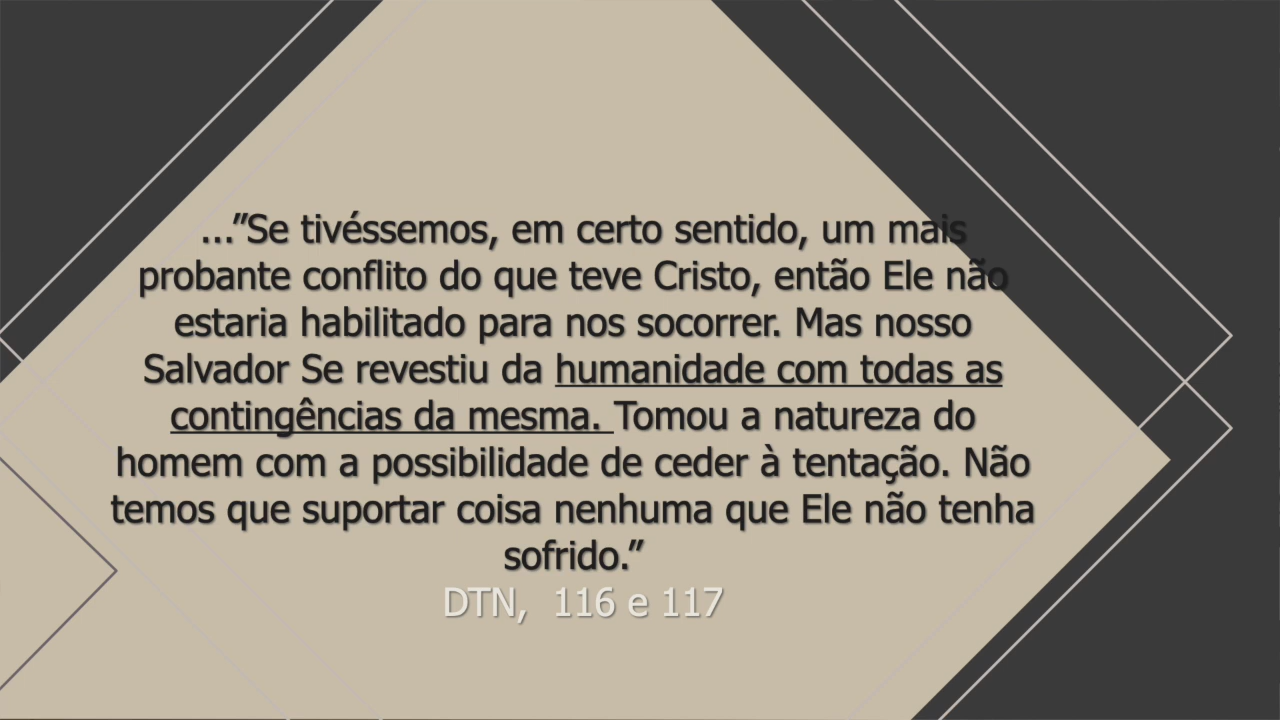 ...”Se tivéssemos, em certo sentido, um mais
probante conflito do que teve Cristo, então Ele não
estaria habilitado para nos socorrer. Mas nosso
Salvador Se revestiu da humanidade com todas as
contingências da mesma. Tomou a natureza do
homem com a possibilidade de ceder à tentação. Não
temos que suportar coisa nenhuma que Ele não tenha
sofrido.”
DTN,  116 e 117